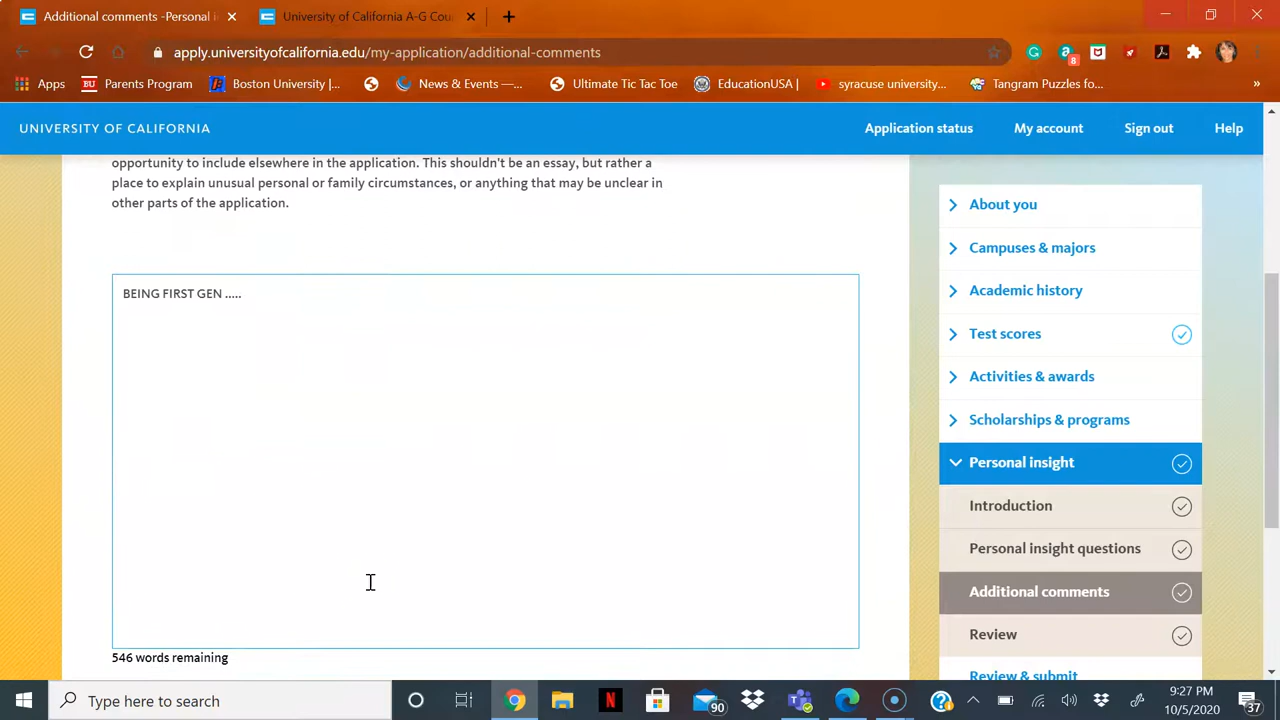 Additional comments -Personal i
University of California A-G Cou
apply.universityofcalifornia.edu/my-application/additional-comments
8
Apps
BU
Parents Program
Boston University |...
News & Events —...
Ultimate Tic Tac Toe
EducationUSA |
syracuse university...
Tangram Puzzles fo...
»
UNIVERSITY OF CALIFORNIA
Application status
My account
Sign out
Help
opportunity to include elsewhere in the application. This shouldn't be an essay, but rather a
place to explain unusual personal or family circumstances, or anything that may be unclear in
other parts of the application.
BEING FIRST GEN .....
546 words remaining
About you
Campuses & majors
Academic history
Test scores
Activities & awards
Scholarships & programs
Personal insight
Introduction
Personal insight questions
Additional comments
Review
Review & submit
Type here to search
N
90
9:27 PM
10/5/2020
37